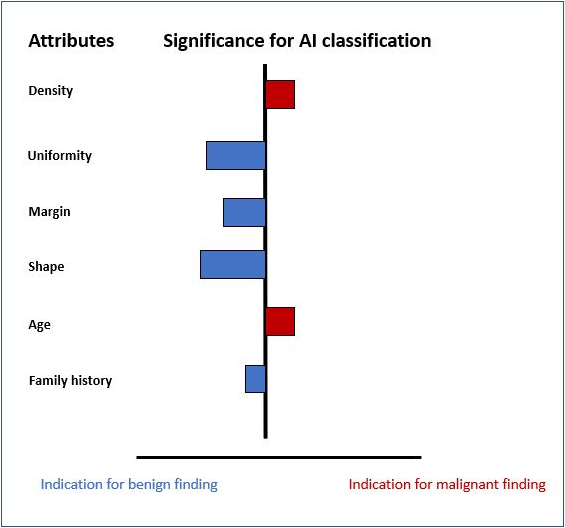 Attributes
Significance for AI classification
Density
Uniformity
Margin
Shape
Age
Family history
Indication for benign finding
Indication for malignant finding